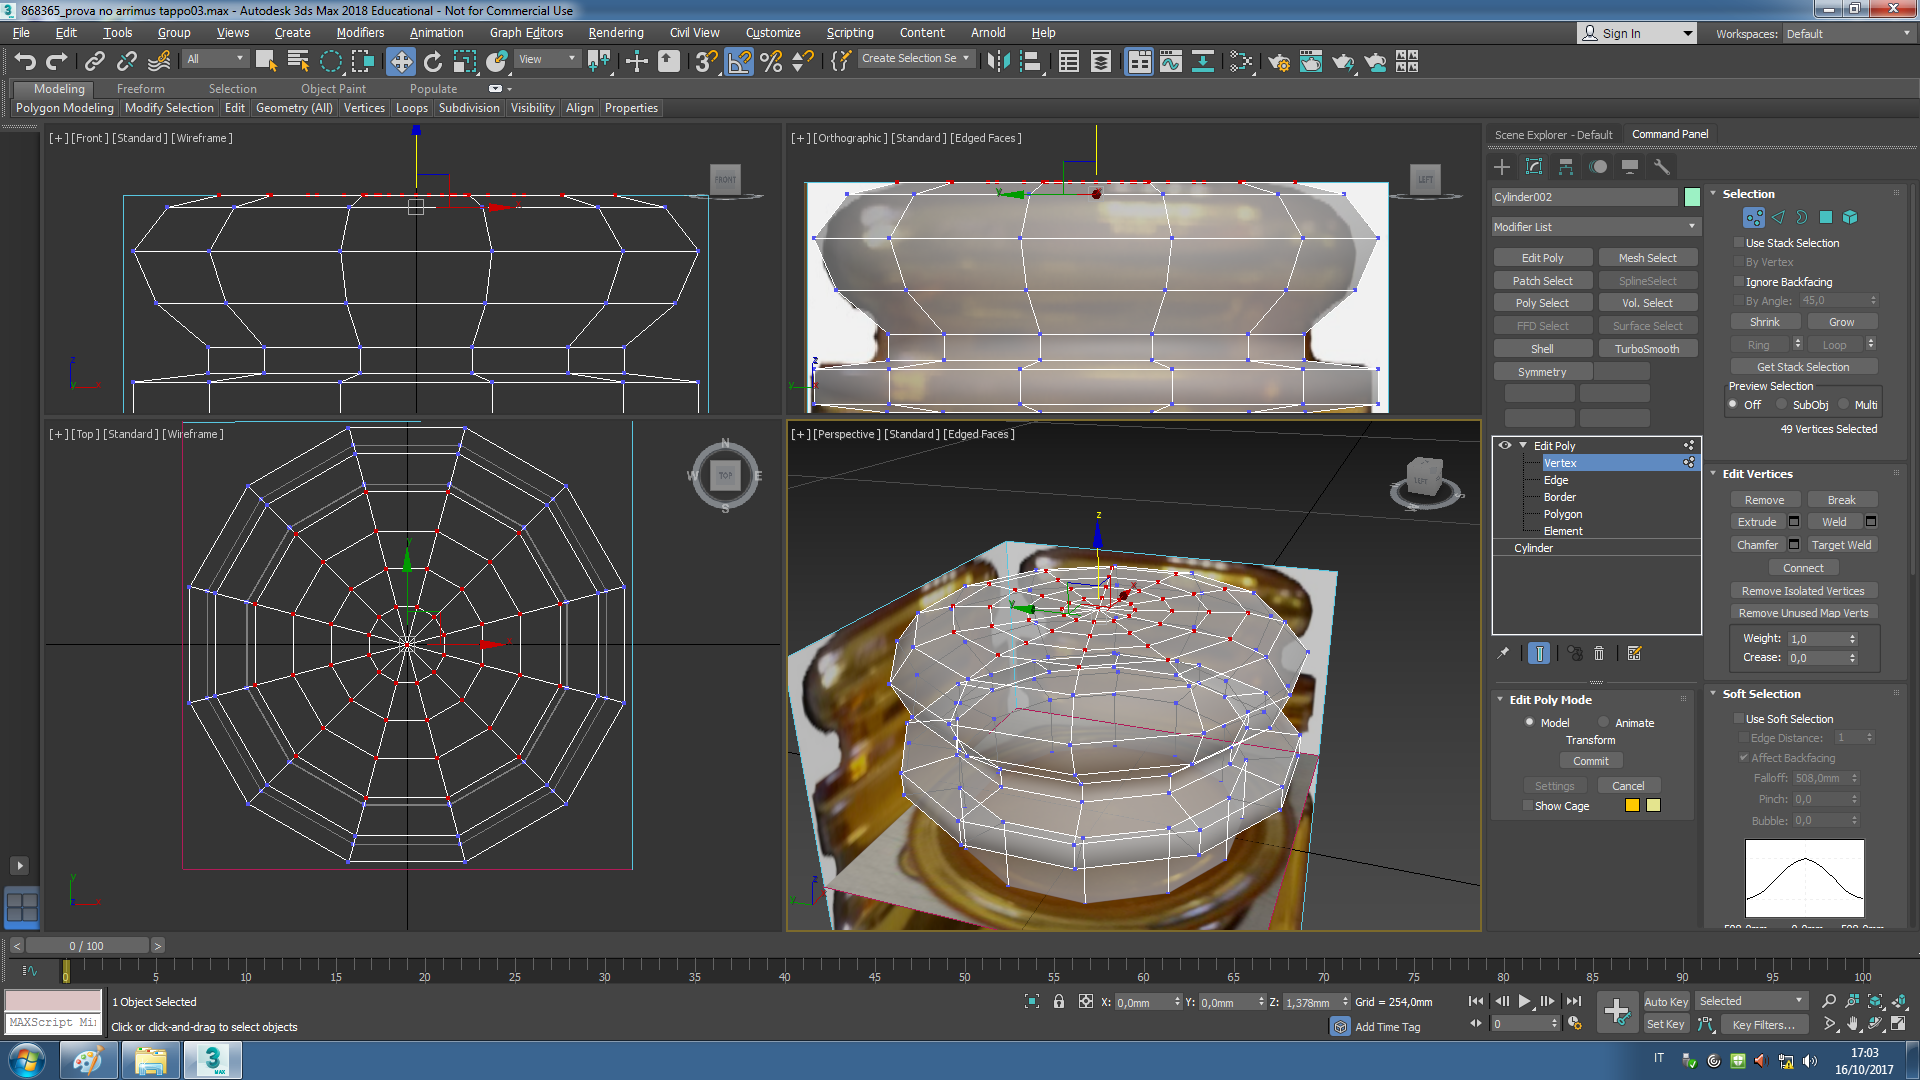 868365_prova no arrimus tappo03.max - Autodesk 3ds Max 2018 Educational - Not for Commercial Use
File Edit Tools Group Views Create Modifiers Animation Graph Editors Rendering Civil View Customize Scripting Content Arnold Help
Sign In
Workspaces: Default
All
View
Create Selection Se
Modeling Freeform Selection Object Paint Populate
Polygon Modeling Modify Selection Edit Geometry (All) Vertices Loops Subdivision Visibility Align Properties
[+] [Front] [Standard] [Wireframe]
FRONT
[+] [Orthographic] [Standard] [Edged Faces]
LEFT
[+] [Top] [Standard] [Wireframe]
N
W TOP E
S
[+] [Perspective] [Standard] [Edged Faces]
LEFT
Scene Explorer - Default Command Panel
Cylinder002
Modifier List
Edit Poly Mesh Select
Patch Select SplineSelect
Poly Select Vol. Select
FFD Select Surface Select
Shell TurboSmooth
Symmetry
Edit Poly
Vertex
Edge
Border
Polygon
Element
Cylinder
Edit Poly Mode
Model Animate
Transform
Commit
Settings Cancel
Show Cage
Selection
Use Stack Selection
By Vertex
Ignore Backfacing
By Angle: 45,0
Shrink Grow
Ring Loop
Get Stack Selection
Preview Selection
Off SubObj Multi
49 Vertices Selected
Edit Vertices
Remove Break
Extrude Weld
Chamfer Target Weld
Connect
Remove Isolated Vertices
Remove Unused Map Verts
Weight: 1,0
Crease: 0,0
Soft Selection
Use Soft Selection
Edge Distance: 1
Affect Backfacing
Falloff: 508,0mm
Pinch: 0,0
Bubble: 0,0
< 0 / 100 >
0 5 10 15 20 25 30 35 40 45 50 55 60 65 70 75 80 85 90 95 100
1 Object Selected
X: 0,0mm Y: 0,0mm Z: 1,378mm Grid = 254,0mm
Auto Key Selected
MAXScript Mi
Click or click-and-drag to select objects
Add Time Tag
0
Set Key Key Filters...
3
MAX
IT
17:03
16/10/2017